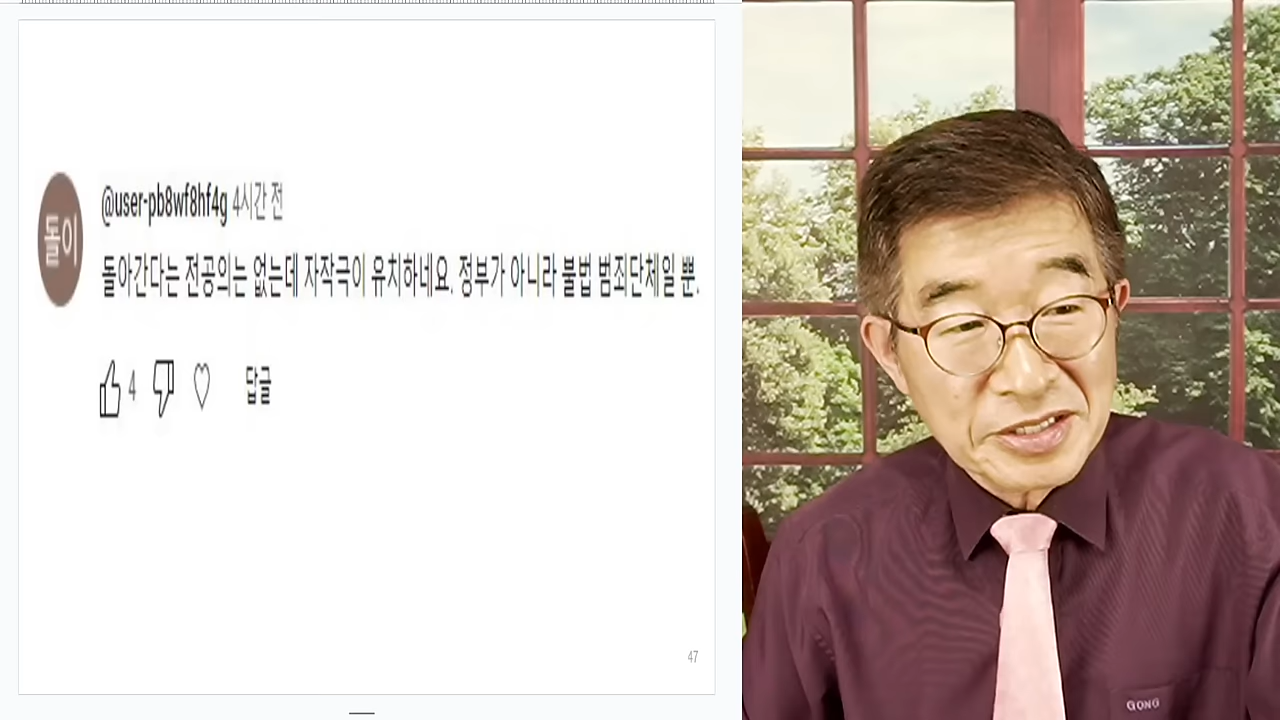 돌이
@user-pb8wf8hf4g 4시간 전
돌아간다는 전공의는 없는데 자작극이 유치하네요. 정부가 아니라 불법 범죄단체일 뿐.
4
답글
47
GONG